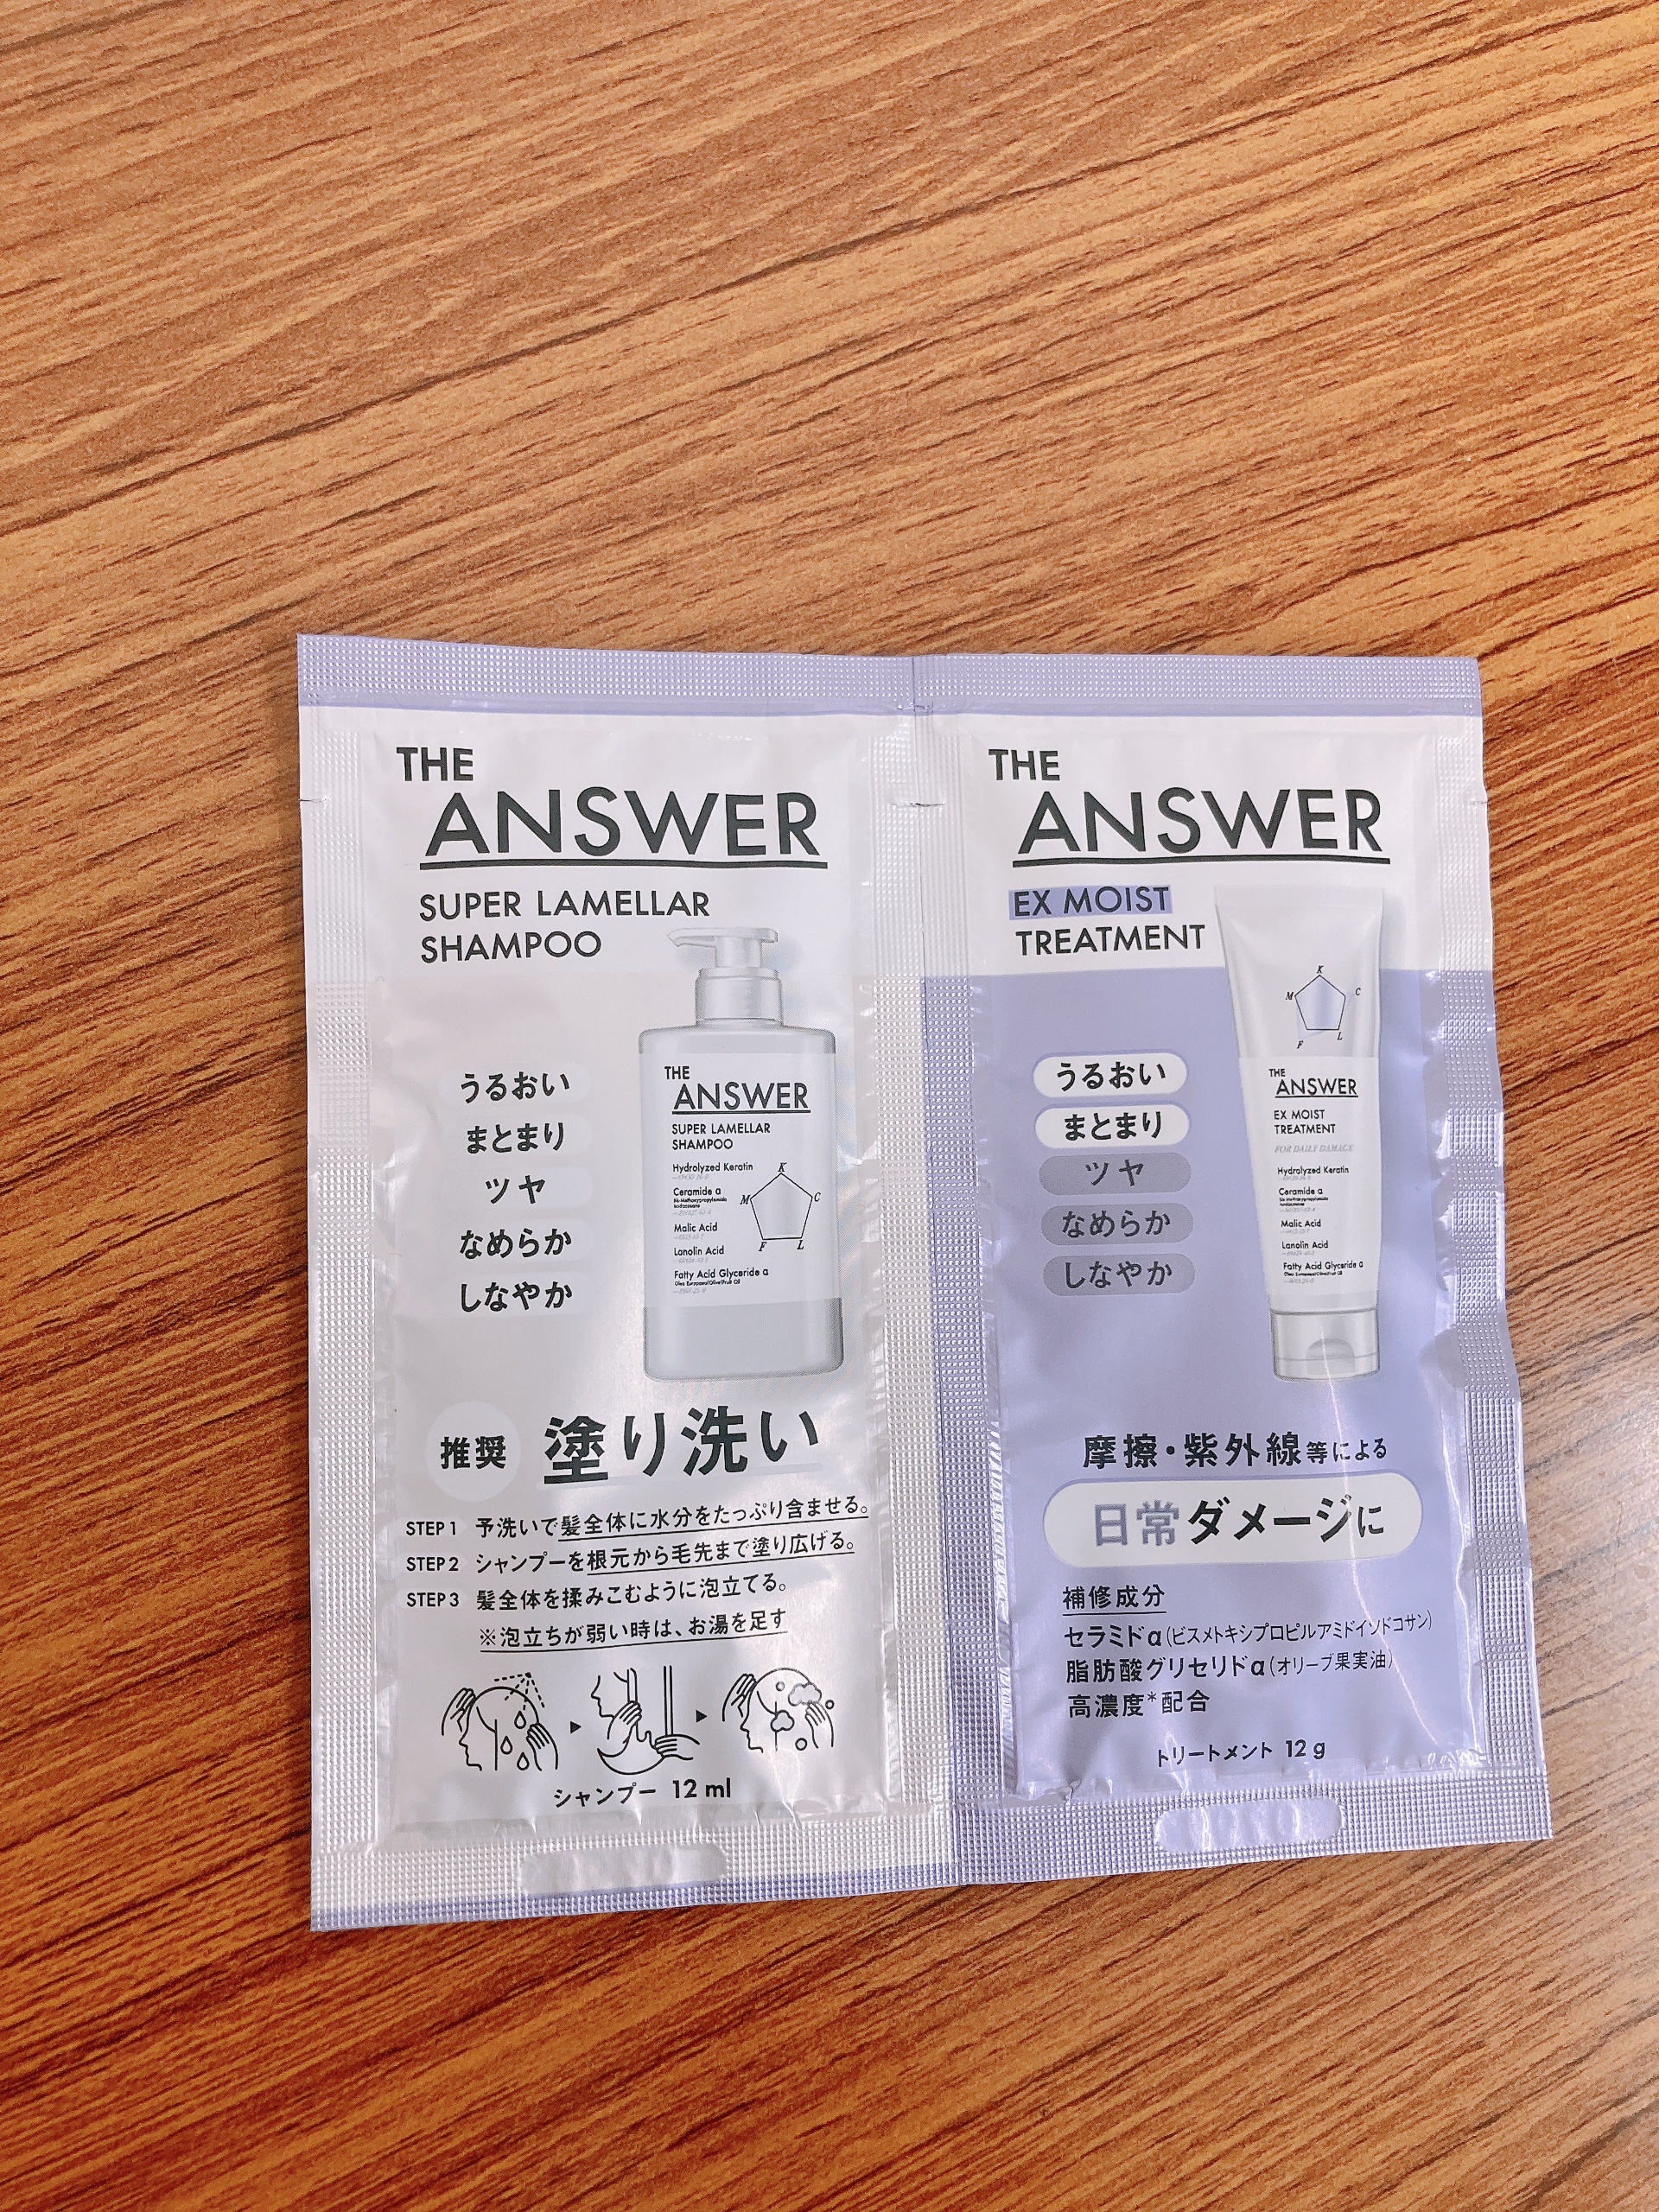 THE
ANSWER
SUPER LAMELLAR
SHAMPOO
うるおい
まとまり
ツヤ
なめらか
しなやか
THE
ANSWER
SUPER LAMELLAR
SHAMPOO
Hydrolyzed Keratin
Ceramide α
Malic Acid
Lanolin Acid
Fatty Acid Glyceride α
K
M
C
F
L
推奨
塗り洗い
STEP1 予洗いで髪全体に水分をたっぷり含ませる。
STEP2 シャンプーを根元から毛先まで塗り広げる。
STEP3 髪全体を揉みこむように泡立てる。
※泡立ちが弱い時は、お湯を足す
シャンプー 12 ml
THE
ANSWER
EX MOIST
TREATMENT
うるおい
まとまり
ツヤ
なめらか
しなやか
K
M
C
F
L
THE
ANSWER
EX MOIST
TREATMENT
FOR DAILY DAMAGE
Hydrolyzed Keratin
Ceramide α
Malic Acid
Lanolin Acid
Fatty Acid Glyceride α
摩擦・紫外線等による
日常ダメージに
補修成分
セラミドα(ビスメトキシプロピルアミドイソドコサン)
脂肪酸グリセリドα(オリーブ果実油)
高濃度*配合
トリートメント 12 g